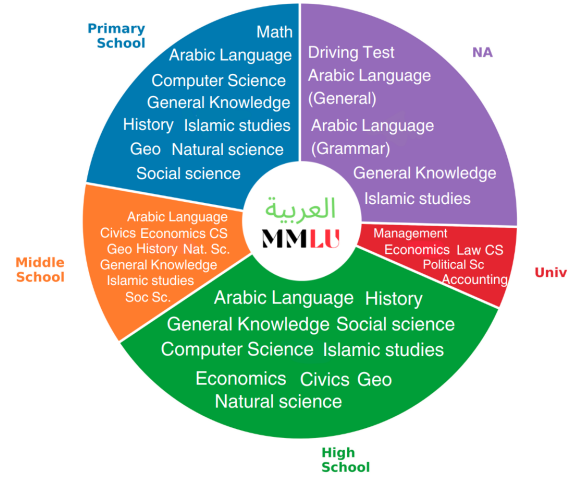 Primary
School
Math
Arabic Language
Computer Science
General Knowledge
History Islamic studies
Geo Natural science
Social science
NA
Driving Test
Arabic Language
(General)
Arabic Language
(Grammar)
General Knowledge
Islamic studies
العربية
MMLU
Middle
School
Arabic Language
Civics Economics CS
Geo History Nat. Sc.
General Knowledge
Islamic studies
Soc Sc.
Univ
Management
Economics Law CS
Political Sc
Accounting
Arabic Language History
General Knowledge Social science
Computer Science Islamic studies
Economics Civics Geo
Natural science
High
School